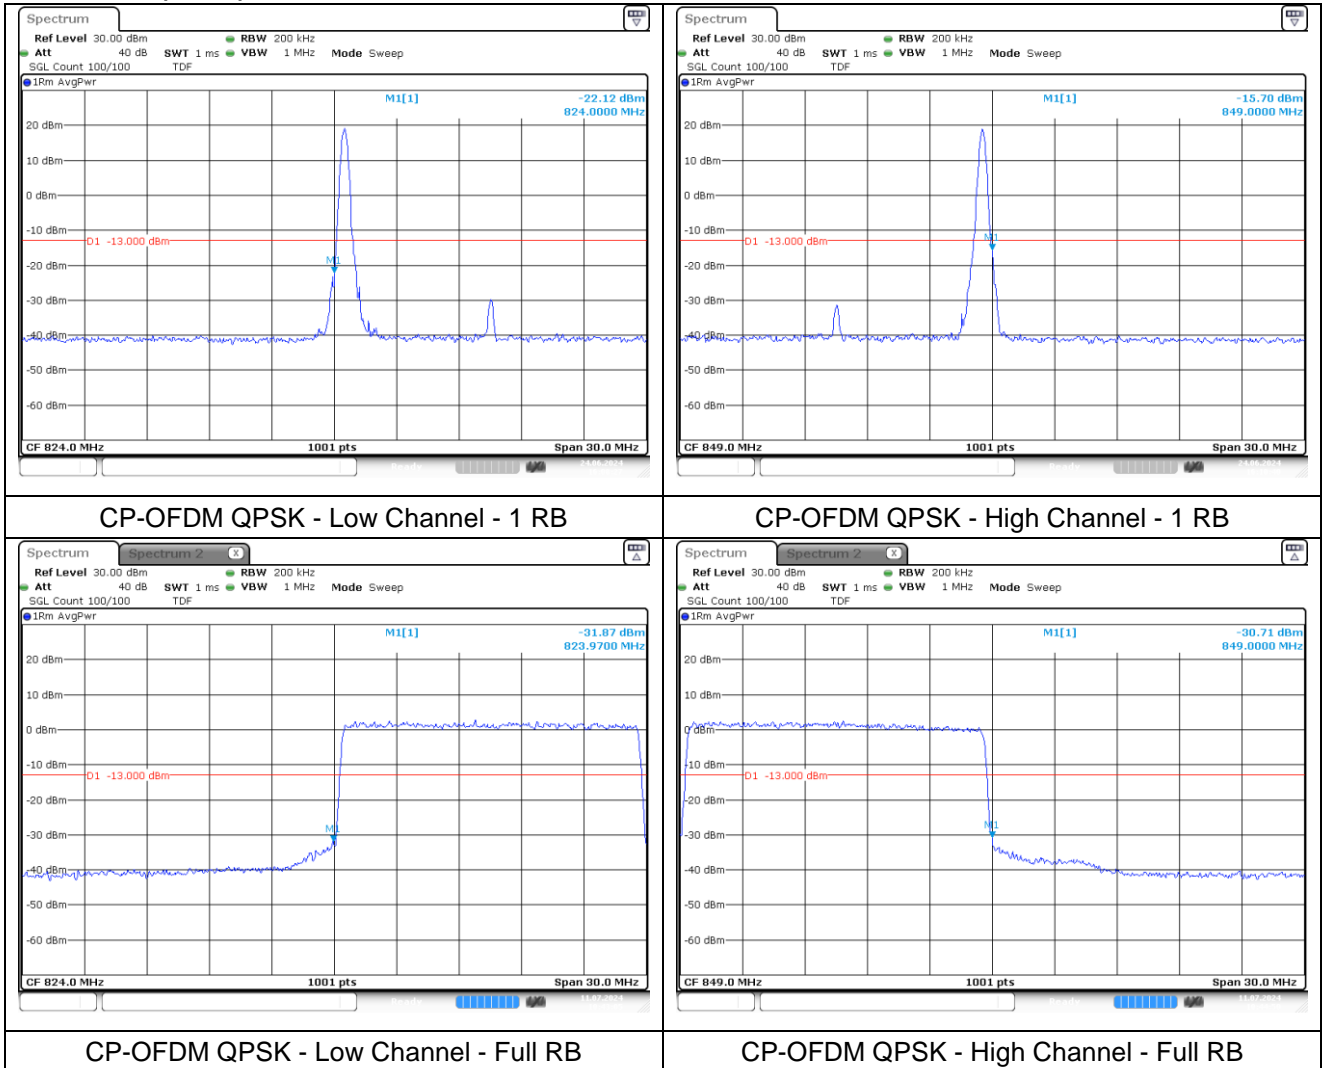 Spectrum
Ref Level 30.00 dBm RBW 200 kHz
Att 40 dB SWT 1 ms VBW 1 MHz Mode Sweep
SGL Count 100/100 TDF
1Rm AvgPwr
M1[1] -22.12 dBm
824.0000 MHz
20 dBm
10 dBm
0 dBm
-10 dBm
D1 -13.000 dBm
M1
-20 dBm
-30 dBm
-40 dBm
-50 dBm
-60 dBm
CF 824.0 MHz 1001 pts Span 30.0 MHz
Ready
24.06.2024
CP-OFDM QPSK - Low Channel - 1 RB
Spectrum
Ref Level 30.00 dBm RBW 200 kHz
Att 40 dB SWT 1 ms VBW 1 MHz Mode Sweep
SGL Count 100/100 TDF
1Rm AvgPwr
M1[1] -15.70 dBm
849.0000 MHz
20 dBm
10 dBm
0 dBm
-10 dBm
D1 -13.000 dBm
M1
-20 dBm
-30 dBm
-40 dBm
-50 dBm
-60 dBm
CF 849.0 MHz 1001 pts Span 30.0 MHz
Ready
24.06.2024
CP-OFDM QPSK - High Channel - 1 RB
Spectrum Spectrum 2 X
Ref Level 30.00 dBm RBW 200 kHz
Att 40 dB SWT 1 ms VBW 1 MHz Mode Sweep
SGL Count 100/100 TDF
1Rm AvgPwr
M1[1] -31.87 dBm
823.9700 MHz
20 dBm
10 dBm
0 dBm
-10 dBm
D1 -13.000 dBm
-20 dBm
-30 dBm
M1
-40 dBm
-50 dBm
-60 dBm
CF 824.0 MHz 1001 pts Span 30.0 MHz
Ready
11.07.2024
CP-OFDM QPSK - Low Channel - Full RB
Spectrum Spectrum 2 X
Ref Level 30.00 dBm RBW 200 kHz
Att 40 dB SWT 1 ms VBW 1 MHz Mode Sweep
SGL Count 100/100 TDF
1Rm AvgPwr
M1[1] -30.71 dBm
849.0000 MHz
20 dBm
10 dBm
0 dBm
-10 dBm
D1 -13.000 dBm
-20 dBm
-30 dBm
M1
-40 dBm
-50 dBm
-60 dBm
CF 849.0 MHz 1001 pts Span 30.0 MHz
Ready
11.07.2024
CP-OFDM QPSK - High Channel - Full RB